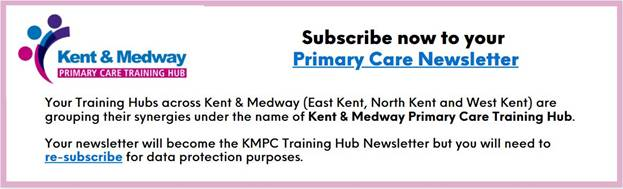 Kent & Medway
PRIMARY CARE TRAINING HUB
Subscribe now to your
Primary Care Newsletter
Your Training Hubs across Kent & Medway (East Kent, North Kent and West Kent) are
grouping their synergies under the name of Kent & Medway Primary Care Training Hub.
Your newsletter will become the KMPC Training Hub Newsletter but you will need to
re-subscribe for data protection purposes.